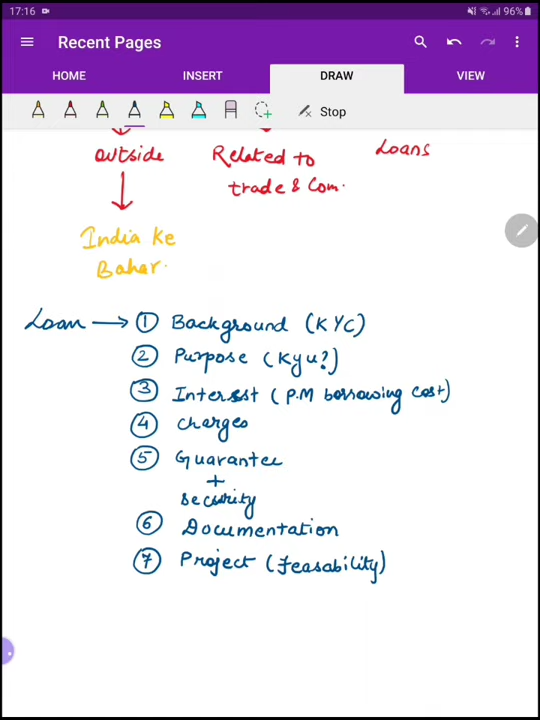 17:16 96%
Recent Pages
HOME INSERT DRAW VIEW
Stop
outside Related to Loans
trade & Com.
India Ke
Bahar.
Loan → ① Background (KYC)
② Purpose (Kyu?)
③ Interest (P.M borrowing cost)
④ charges
⑤ Guarantee
+
security
⑥ Documentation
⑦ Project (Feasability)